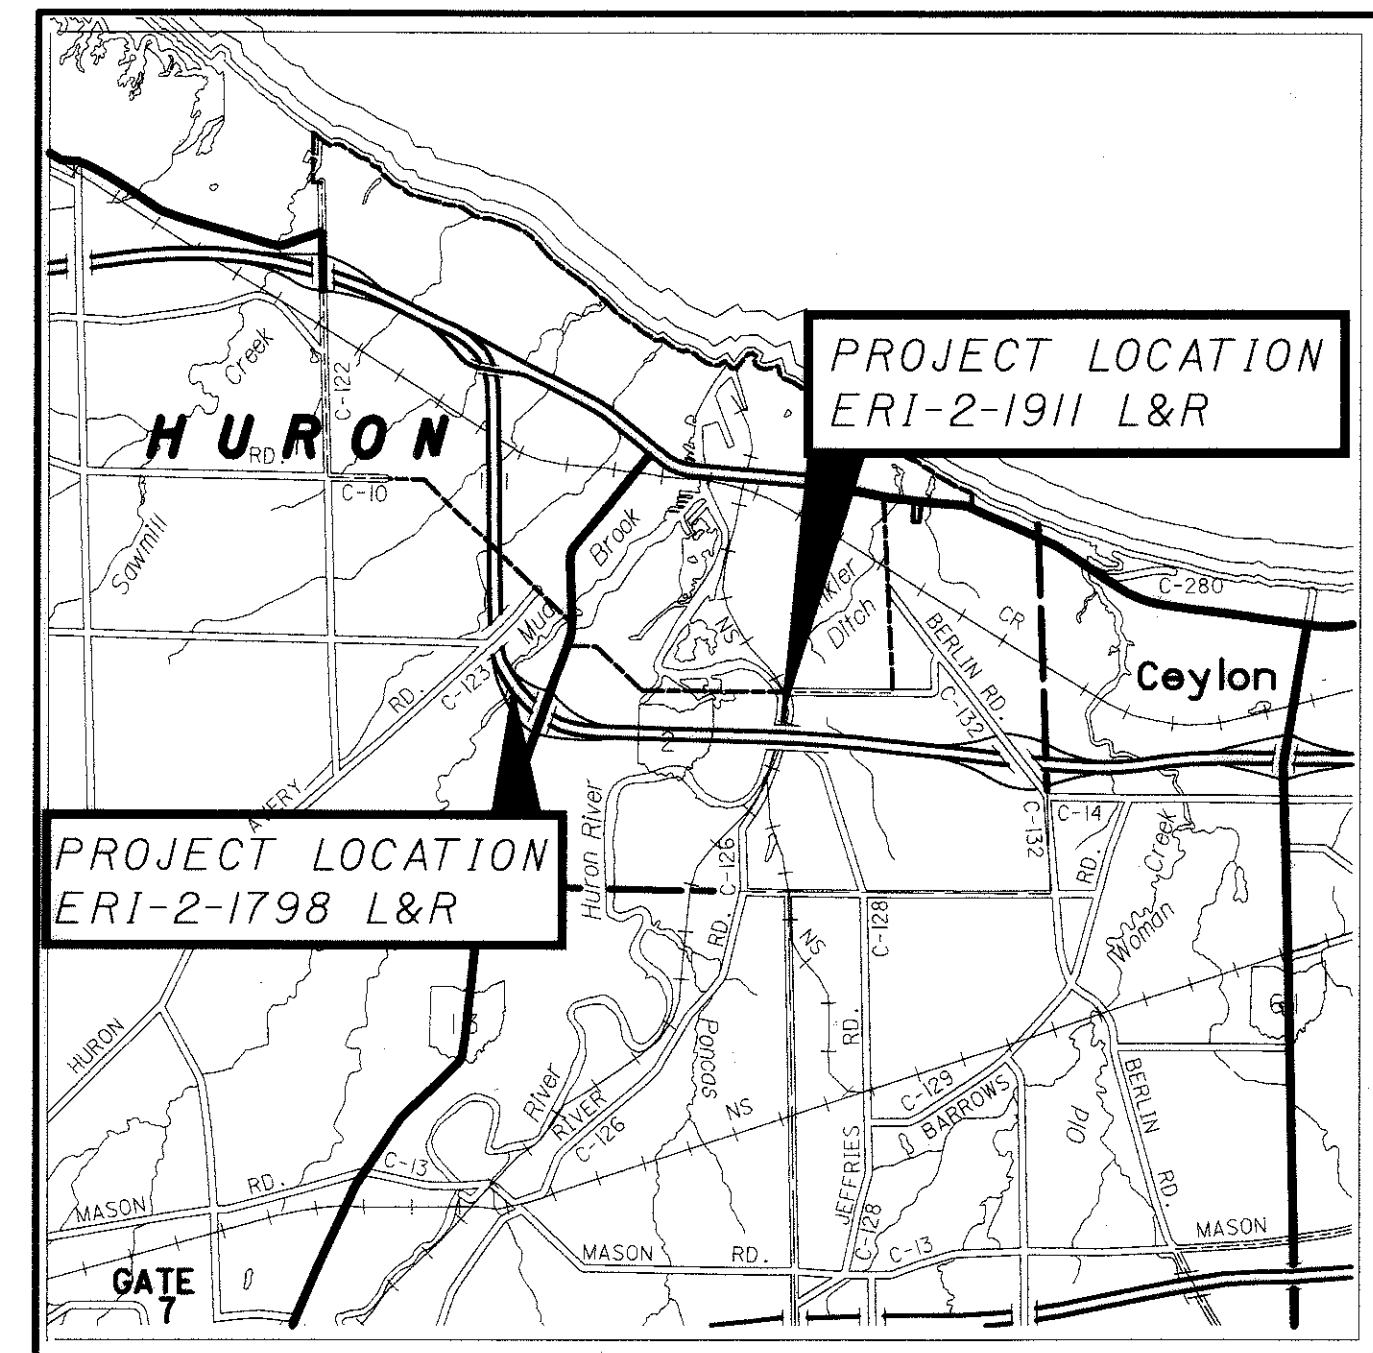 PROJECT LOCATION
ERI-2-1911 L&R
Creek
C-122
HURON
RD.
C-10
Sawmill
Brook
Mud
NS
Ditch
BERLIN RD.
CR
C-280
Ceylon
C-123
RD.
AVERY
C-132
2
PROJECT LOCATION
ERI-2-1798 L&R
Huron River
C-126
RD.
C-132
C-14
RD.
Creek
Woman
C-128
NS
HURON
RD.
6
River
RIVER
C-126
Poncas
NS
C-129
BARROWS
Old
BERLIN
RD.
JEFFRIES
C-128
C-13
RD.
MASON
MASON
RD.
C-13
MASON
GATE
7